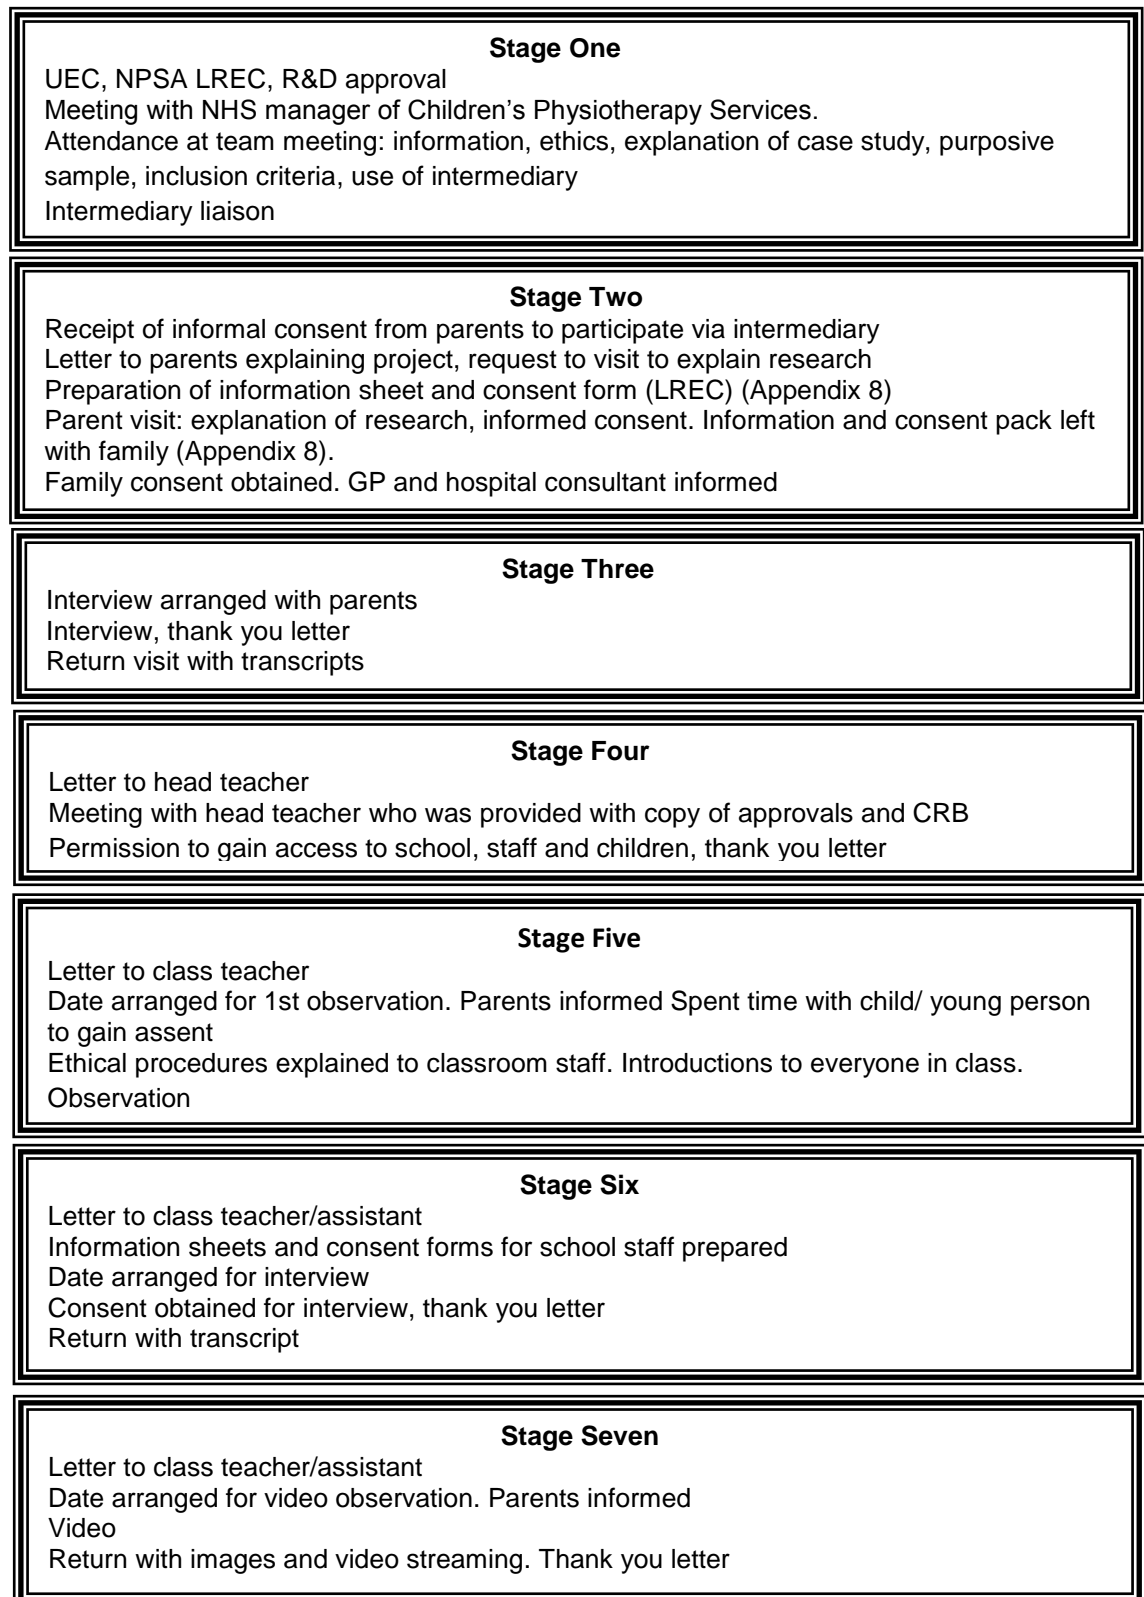 Stage One
UEC, NPSA LREC, R&D approval
Meeting with NHS manager of Children’s Physiotherapy Services.
Attendance at team meeting: information, ethics, explanation of case study, purposive
sample, inclusion criteria, use of intermediary
Intermediary liaison
Stage Two
Receipt of informal consent from parents to participate via intermediary
Letter to parents explaining project, request to visit to explain research
Preparation of information sheet and consent form (LREC) (Appendix 8)
Parent visit: explanation of research, informed consent. Information and consent pack left
with family (Appendix 8).
Family consent obtained. GP and hospital consultant informed
Stage Three
Interview arranged with parents
Interview, thank you letter
Return visit with transcripts
Stage Four
Letter to head teacher
Meeting with head teacher who was provided with copy of approvals and CRB
Permission to gain access to school, staff and children, thank you letter
Stage Five
Letter to class teacher
Date arranged for 1st observation. Parents informed Spent time with child/ young person
to gain assent
Ethical procedures explained to classroom staff. Introductions to everyone in class.
Observation
Stage Six
Letter to class teacher/assistant
Information sheets and consent forms for school staff prepared
Date arranged for interview
Consent obtained for interview, thank you letter
Return with transcript
Stage Seven
Letter to class teacher/assistant
Date arranged for video observation. Parents informed
Video
Return with images and video streaming. Thank you letter